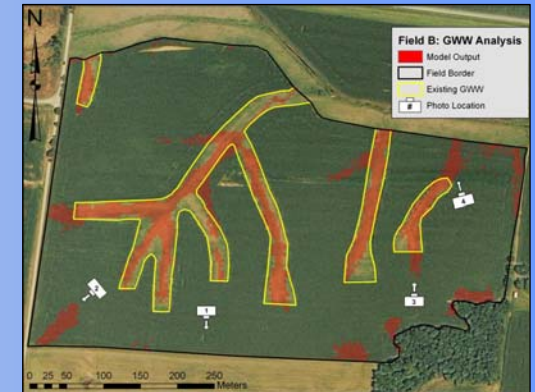 N
Field B: GWW Analysis
Model Output
Field Border
Existing GWW
# Photo Location
4
2
1
3
0 25 50 100 150 200 250
Meters